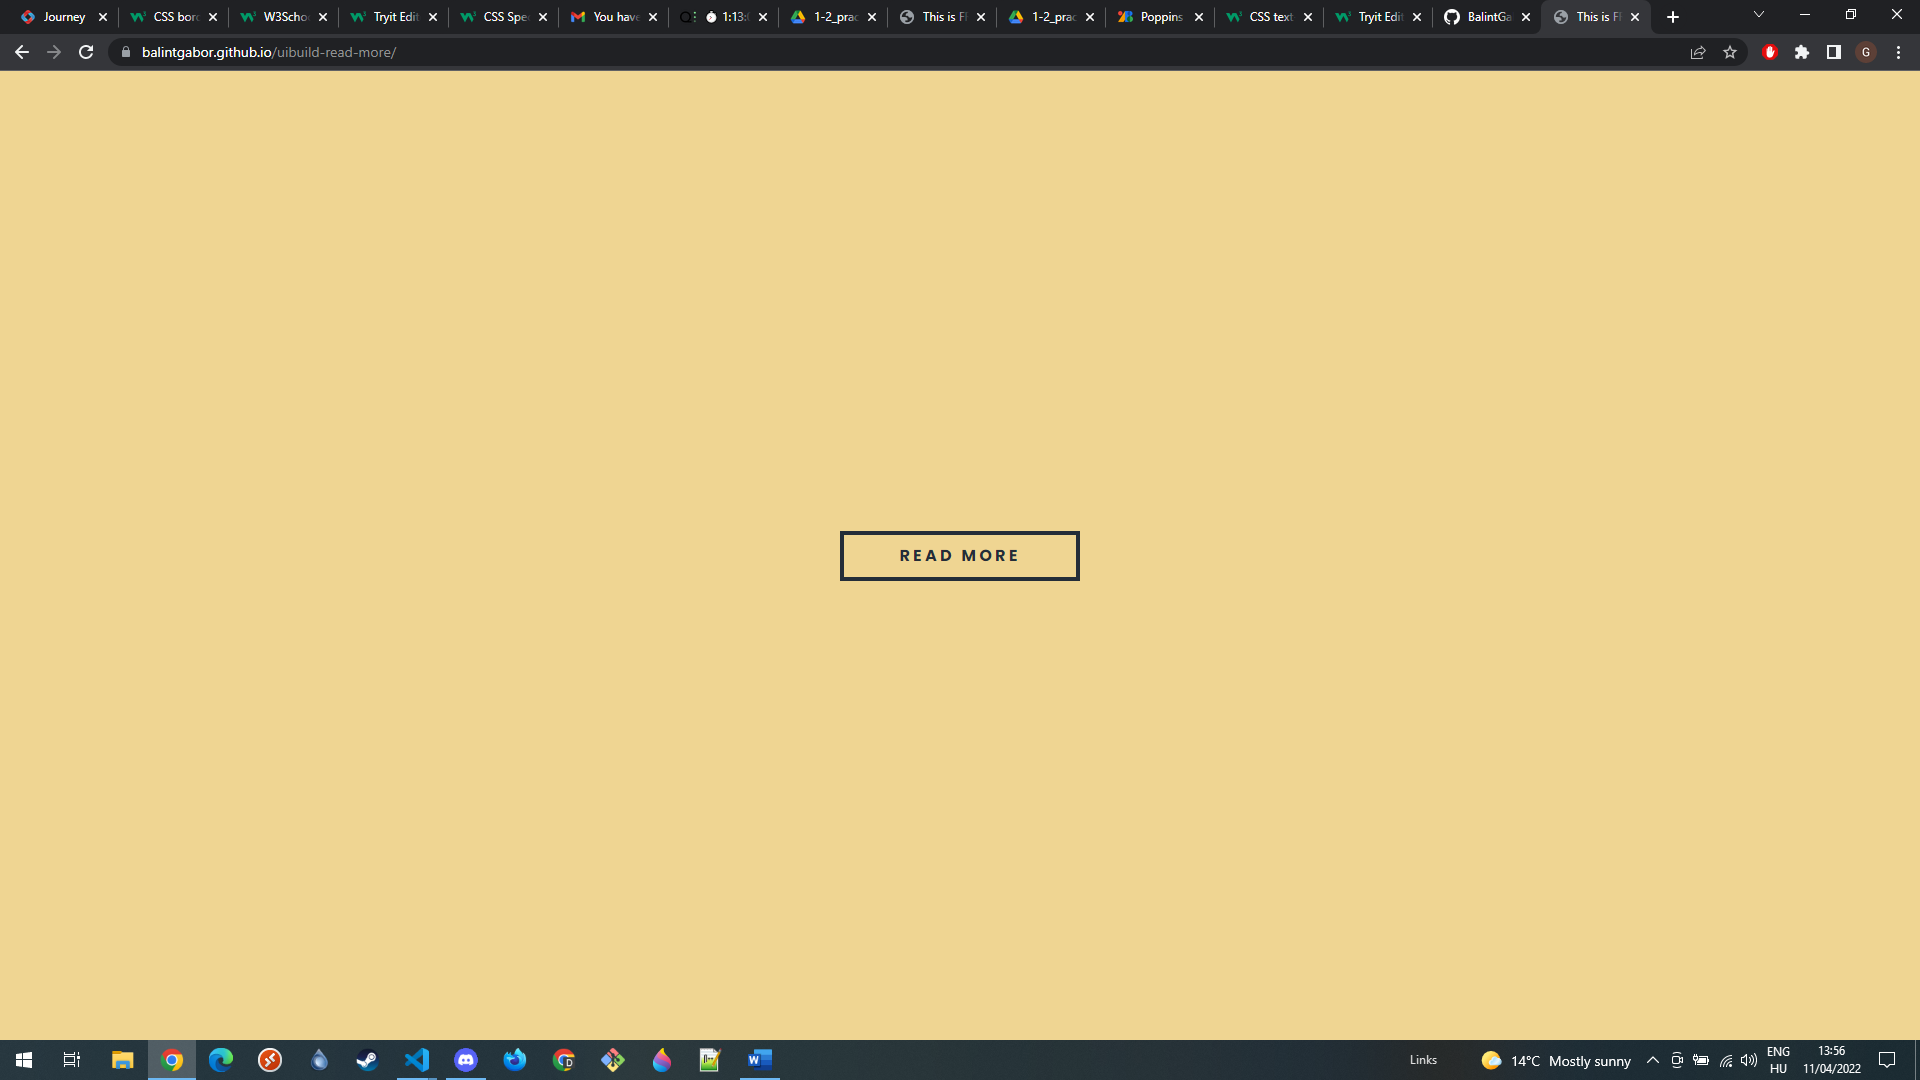 Journey
CSS bor
W3Scho
Tryit Edit
CSS Spe
You have
1:13:
1-2_prac
This is F
1-2_prac
Poppins
CSS text
Tryit Edit
BalintGa
This is F
balintgabor.github.io/uibuild-read-more/
G
READ MORE
Links
14°C Mostly sunny
ENG
HU
13:56
11/04/2022